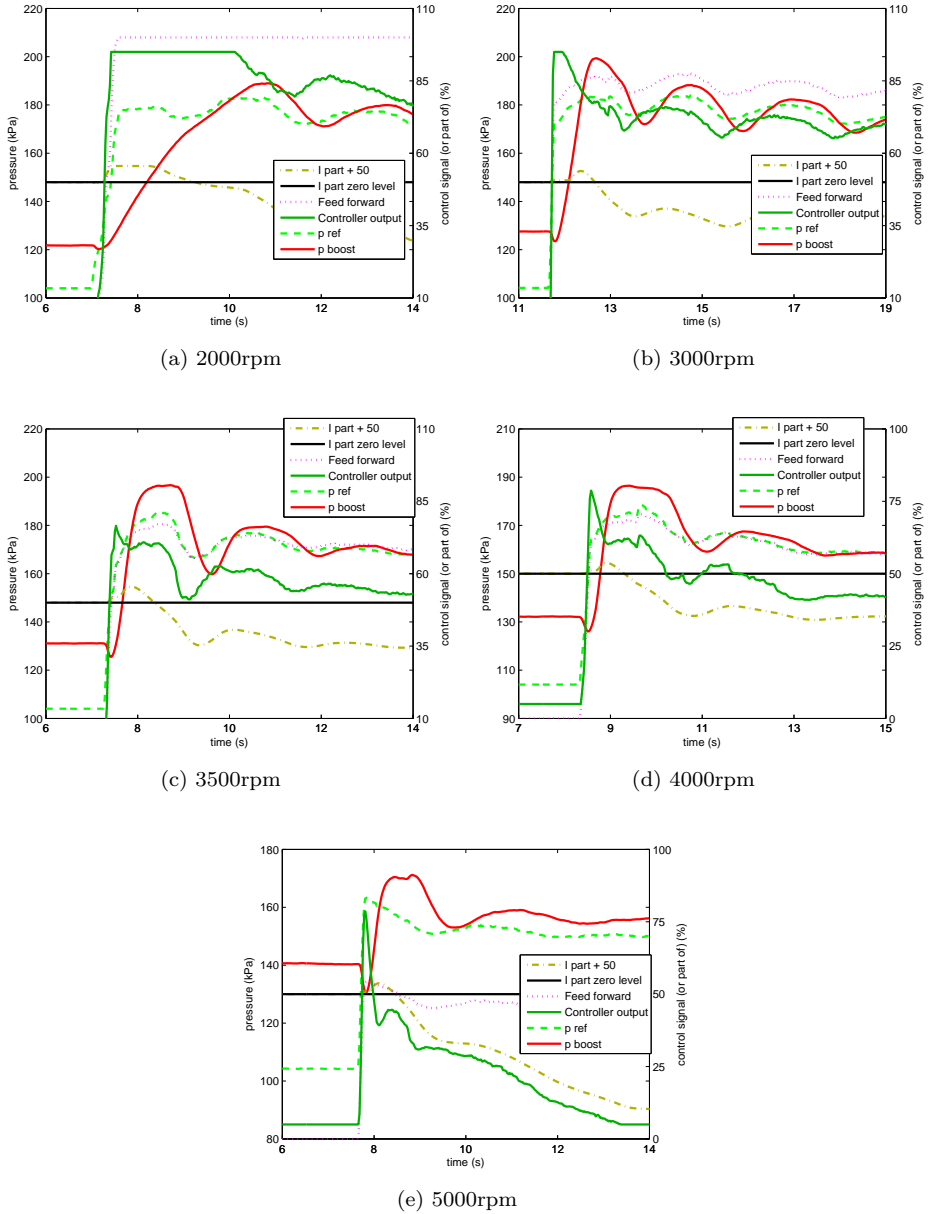 220
200
180
160
140
120
100
pressure (kPa)
110
85
60
35
10
control signal (or part of) (%)
I part + 50
I part zero level
Feed forward
Controller output
p ref
p boost
6 8 10 12 14
time (s)
(a) 2000rpm
220
200
180
160
140
120
100
pressure (kPa)
110
85
60
35
10
control signal (or part of) (%)
I part + 50
I part zero level
Feed forward
Controller output
p ref
p boost
11 13 15 17 19
time (s)
(b) 3000rpm
220
200
180
160
140
120
100
pressure (kPa)
110
85
60
35
10
control signal (or part of) (%)
I part + 50
I part zero level
Feed forward
Controller output
p ref
p boost
6 8 10 12 14
time (s)
(c) 3500rpm
210
190
170
150
130
110
90
pressure (kPa)
100
75
50
25
0
control signal (or part of) (%)
I part + 50
I part zero level
Feed forward
Controller output
p ref
p boost
7 9 11 13 15
time (s)
(d) 4000rpm
180
160
140
120
100
80
pressure (kPa)
100
75
50
25
0
control signal (or part of) (%)
I part + 50
I part zero level
Feed forward
Controller output
p ref
p boost
6 8 10 12 14
time (s)
(e) 5000rpm